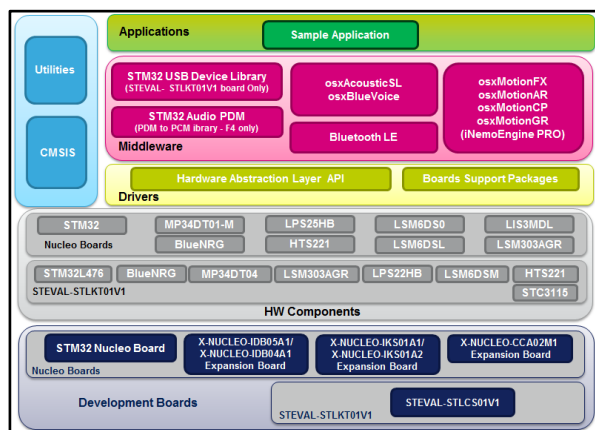 Applications
Sample Application
Utilities
CMSIS
STM32 USB Device Library
(STEVAL- STLKT01V1 board Only)
STM32 Audio PDM
(PDM to PCM ibrary - F4 only)
osxAcousticSL
osxBlueVoice
Bluetooth LE
osxMotionFX
osxMotionAR
osxMotionCP
osxMotionGR
(iNemoEngine PRO)
Middleware
Hardware Abstraction Layer API
Boards Support Packages
Drivers
STM32
MP34DT01-M
LPS25HB
LSM6DS0
LIS3MDL
Nucleo Boards
BlueNRG
HTS221
LSM6DSL
LSM303AGR
STM32L476
BlueNRG
MP34DT04
LSM303AGR
LPS22HB
LSM6DSM
HTS221
STEVAL-STLKT01V1
STC3115
HW Components
STM32 Nucleo Board
X-NUCLEO-IDB05A1/
X-NUCLEO-IDB04A1
Expansion Board
X-NUCLEO-IKS01A1/
X-NUCLEO-IKS01A2
Expansion Board
X-NUCLEO-CCA02M1
Expansion Board
Nucleo Boards
Development Boards
STEVAL-STLCS01V1
STEVAL-STLKT01V1